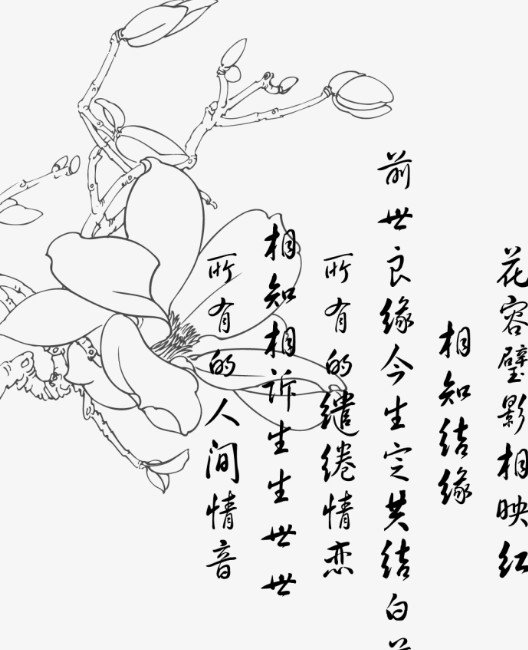 花容璧影相映红
相知结缘
前世良缘今生定共结白
所有的缱绻情恋
相知相诉生生世世
所有的人间情音